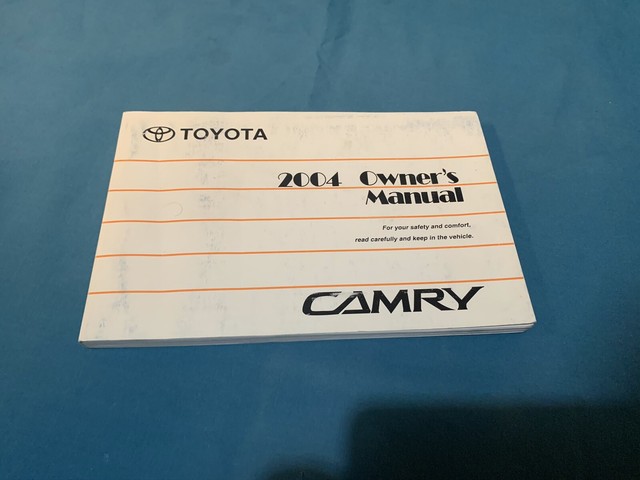 TOYOTA
2004 Owner's
Manual
For your safety and comfort,
read carefully and keep in the vehicle.
CAMRY